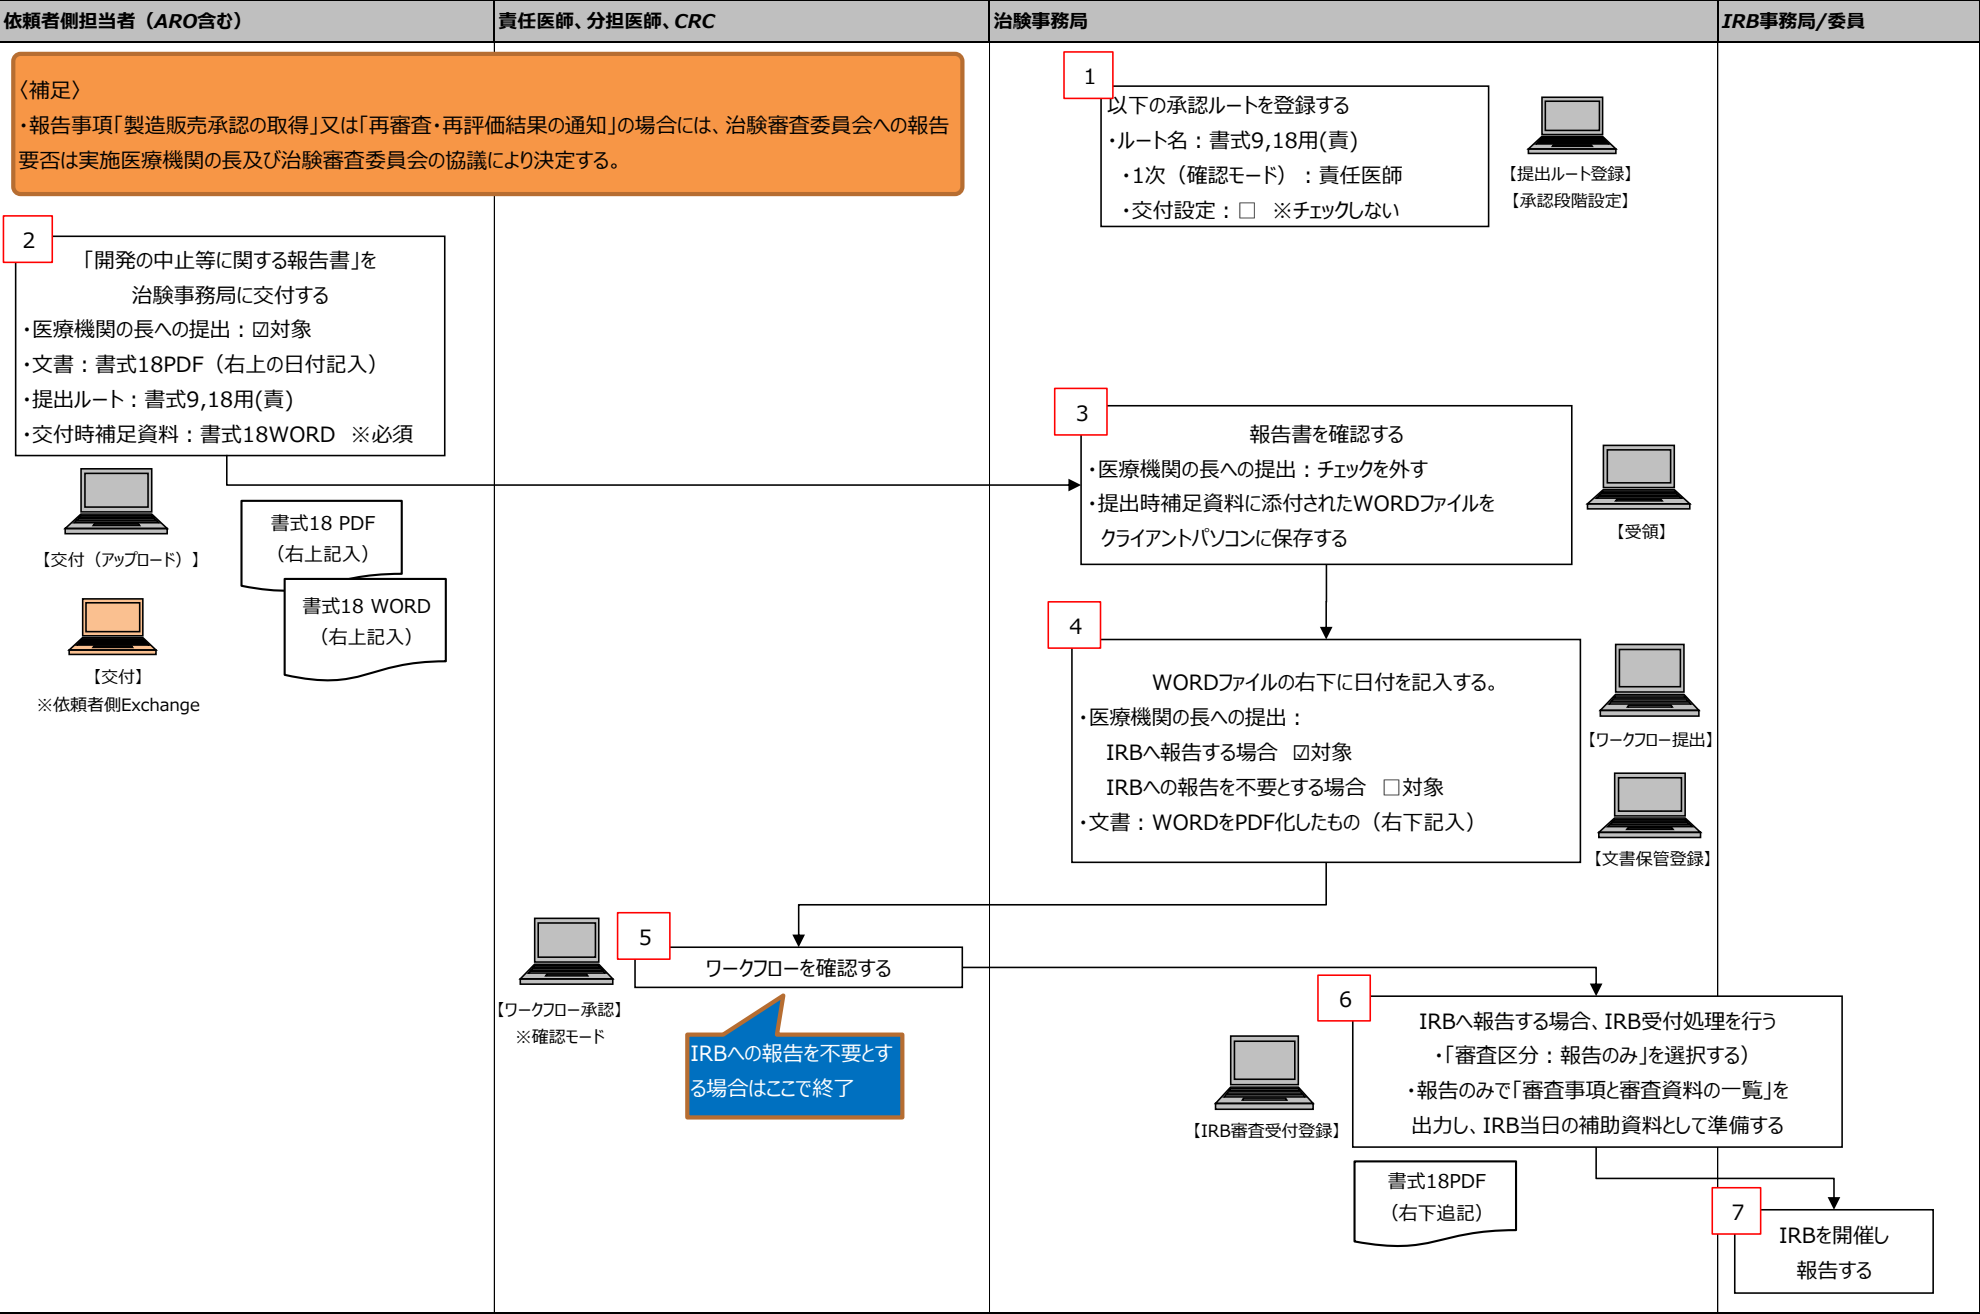 依頼者側担当者（ARO含む）
責任医師、分担医師、CRC
治験事務局
IRB事務局/委員
〈補足〉
・報告事項「製造販売承認の取得」又は「再審査・再評価結果の通知」の場合には、治験審査委員会への報告
要否は実施医療機関の長及び治験審査委員会の協議により決定する。
1
以下の承認ルートを登録する
・ルート名：書式9,18用(責)
・1次（確認モード）：責任医師
・交付設定：□　※チェックしない
【提出ルート登録】
【承認段階設定】
2
「開発の中止等に関する報告書」を
治験事務局に交付する
・医療機関の長への提出：☑対象
・文書：書式18PDF（右上の日付記入）
・提出ルート：書式9,18用(責)
・交付時補足資料：書式18WORD　※必須
【交付（アップロード）】
書式18 PDF
（右上記入）
書式18 WORD
（右上記入）
【交付】
※依頼者側Exchange
3
報告書を確認する
・医療機関の長への提出：チェックを外す
・提出時補足資料に添付されたWORDファイルを
クライアントパソコンに保存する
【受領】
4
WORDファイルの右下に日付を記入する。
・医療機関の長への提出：
IRBへ報告する場合　☑対象
IRBへの報告を不要とする場合　□対象
・文書：WORDをPDF化したもの（右下記入）
【ワークフロー提出】
【文書保管登録】
5
ワークフローを確認する
【ワークフロー承認】
※確認モード
IRBへの報告を不要とす
る場合はここで終了
6
IRBへ報告する場合、IRB受付処理を行う
・「審査区分：報告のみ」を選択する）
・報告のみで「審査事項と審査資料の一覧」を
出力し、IRB当日の補助資料として準備する
【IRB審査受付登録】
書式18PDF
（右下追記）
7
IRBを開催し
報告する